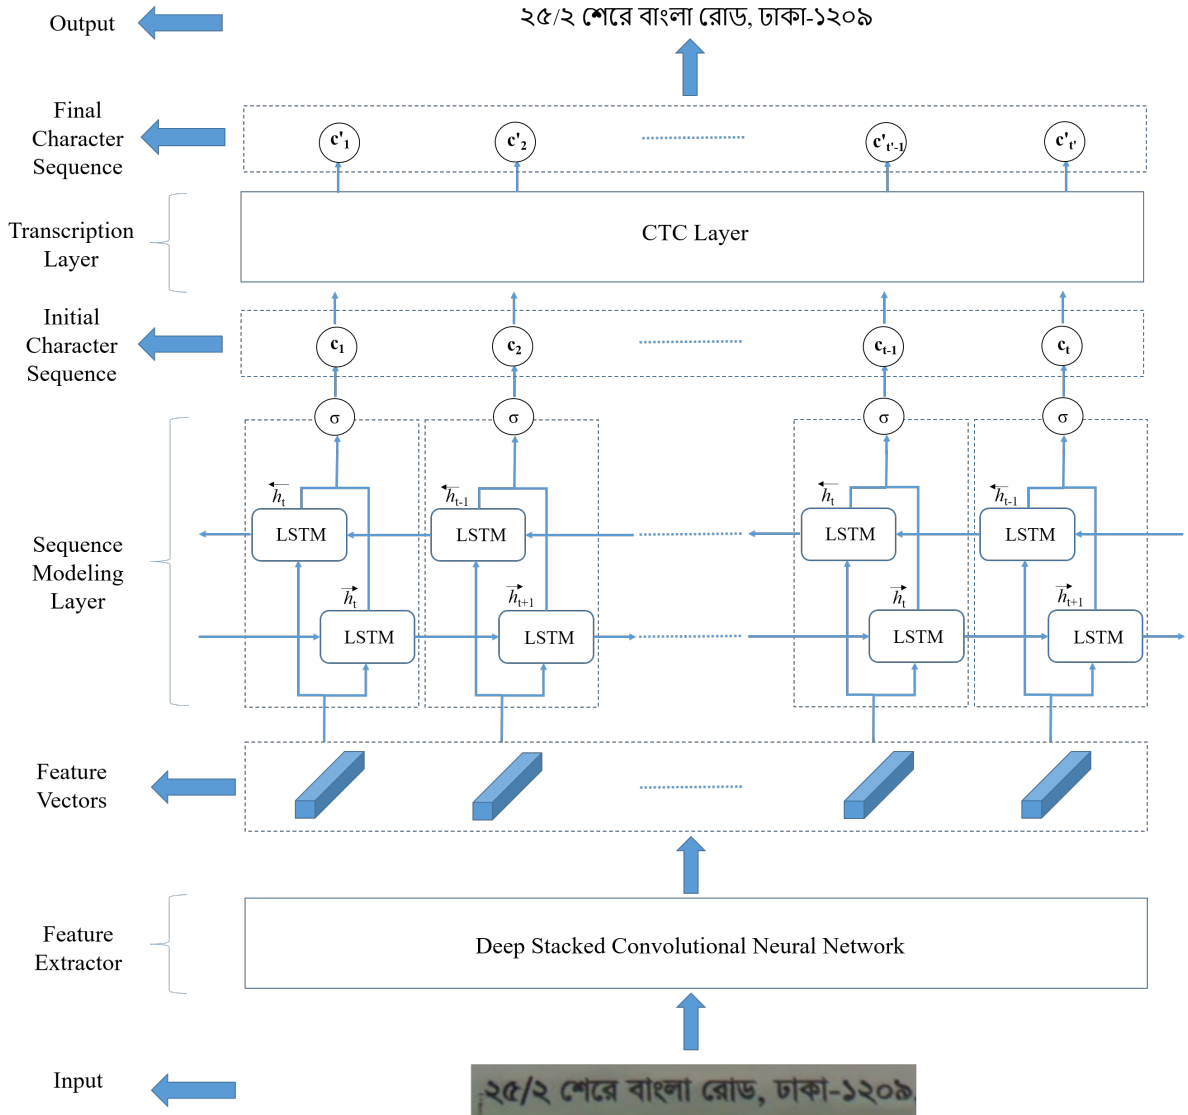 Output
২৫/২ শেরে বাংলা রোড, ঢাকা-১২০৯
Final
Character
Sequence
c'1 c'2 c't'-1 c't'
Transcription
Layer
CTC Layer
Initial
Character
Sequence
c1 c2 ct-1 ct
σ σ σ σ
Sequence
Modeling
Layer
ht ht-1 ht ht-1
LSTM LSTM LSTM LSTM
ht ht+1 ht ht+1
LSTM LSTM LSTM LSTM
Feature
Vectors
Feature
Extractor
Deep Stacked Convolutional Neural Network
Input
২৫/২ শেরে বাংলা রোড, ঢাকা-১২০৯